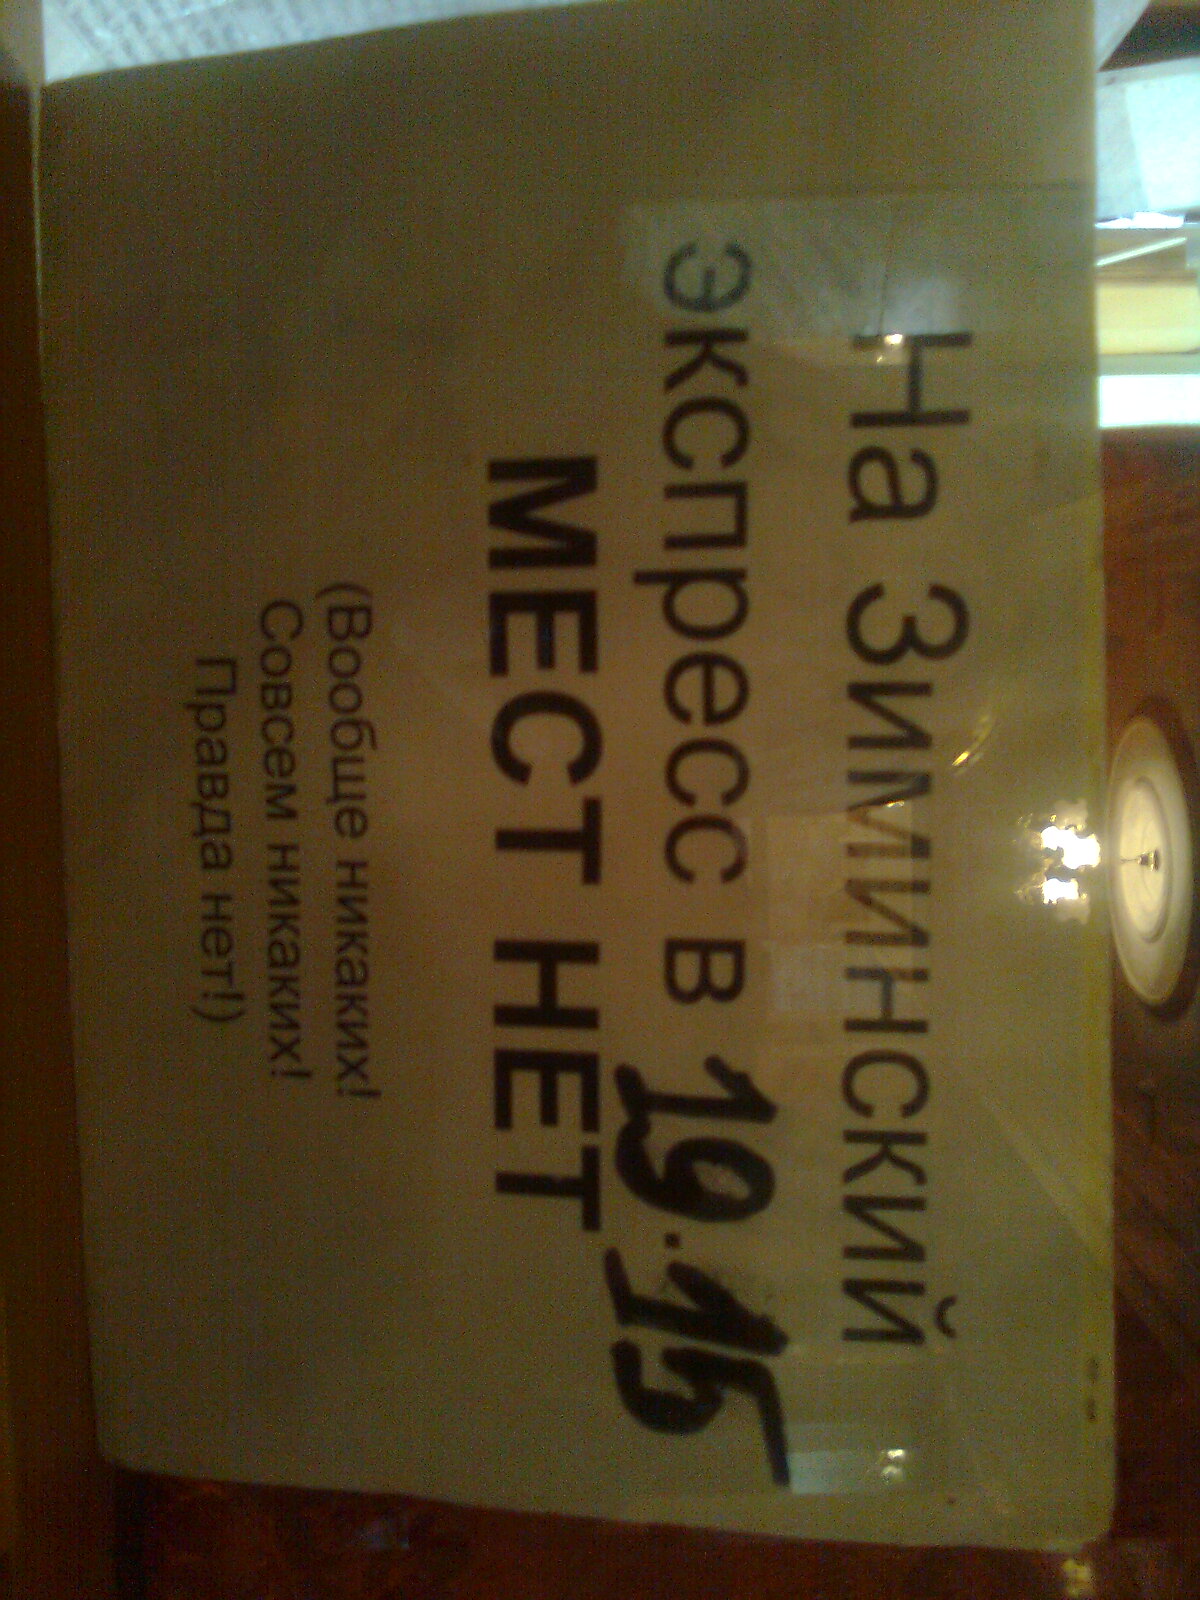 На Зиминский
экспресс в 19.15
МЕСТ НЕТ
(Вообще никаких!
Совсем никаких!
Правда нет!)